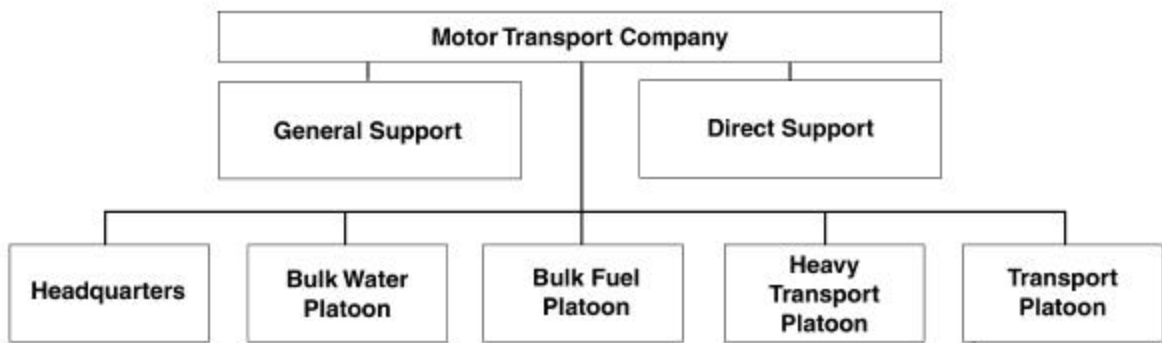 Motor Transport Company
General Support
Direct Support
Headquarters
Bulk Water
Platoon
Bulk Fuel
Platoon
Heavy
Transport
Platoon
Transport
Platoon